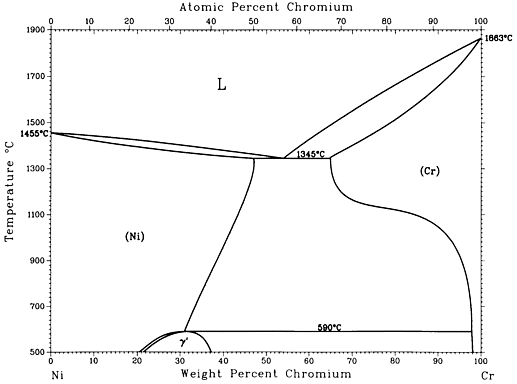 Atomic Percent Chromium
0 10 20 30 40 50 60 70 80 90 100
1900
1863°C
1700
L
1500
1455°C
1345°C
1300
(Cr)
Temperature °C
1100
(Ni)
900
700
590°C
γ'
500
0 10 20 30 40 50 60 70 80 90 100
Ni Weight Percent Chromium Cr